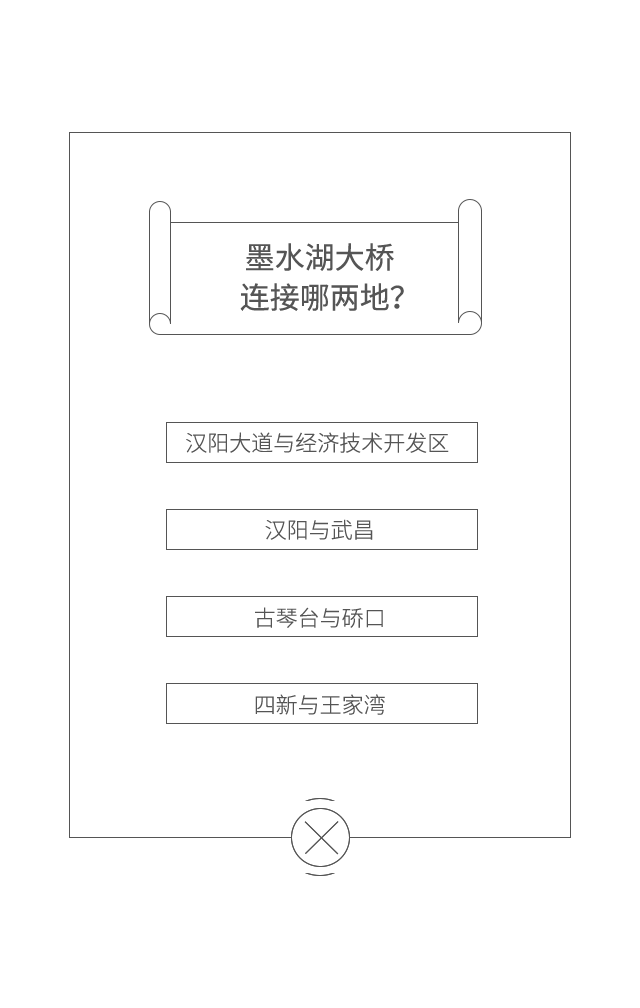 墨水湖大桥
连接哪两地？
汉阳大道与经济技术开发区
汉阳与武昌
古琴台与硚口
四新与王家湾